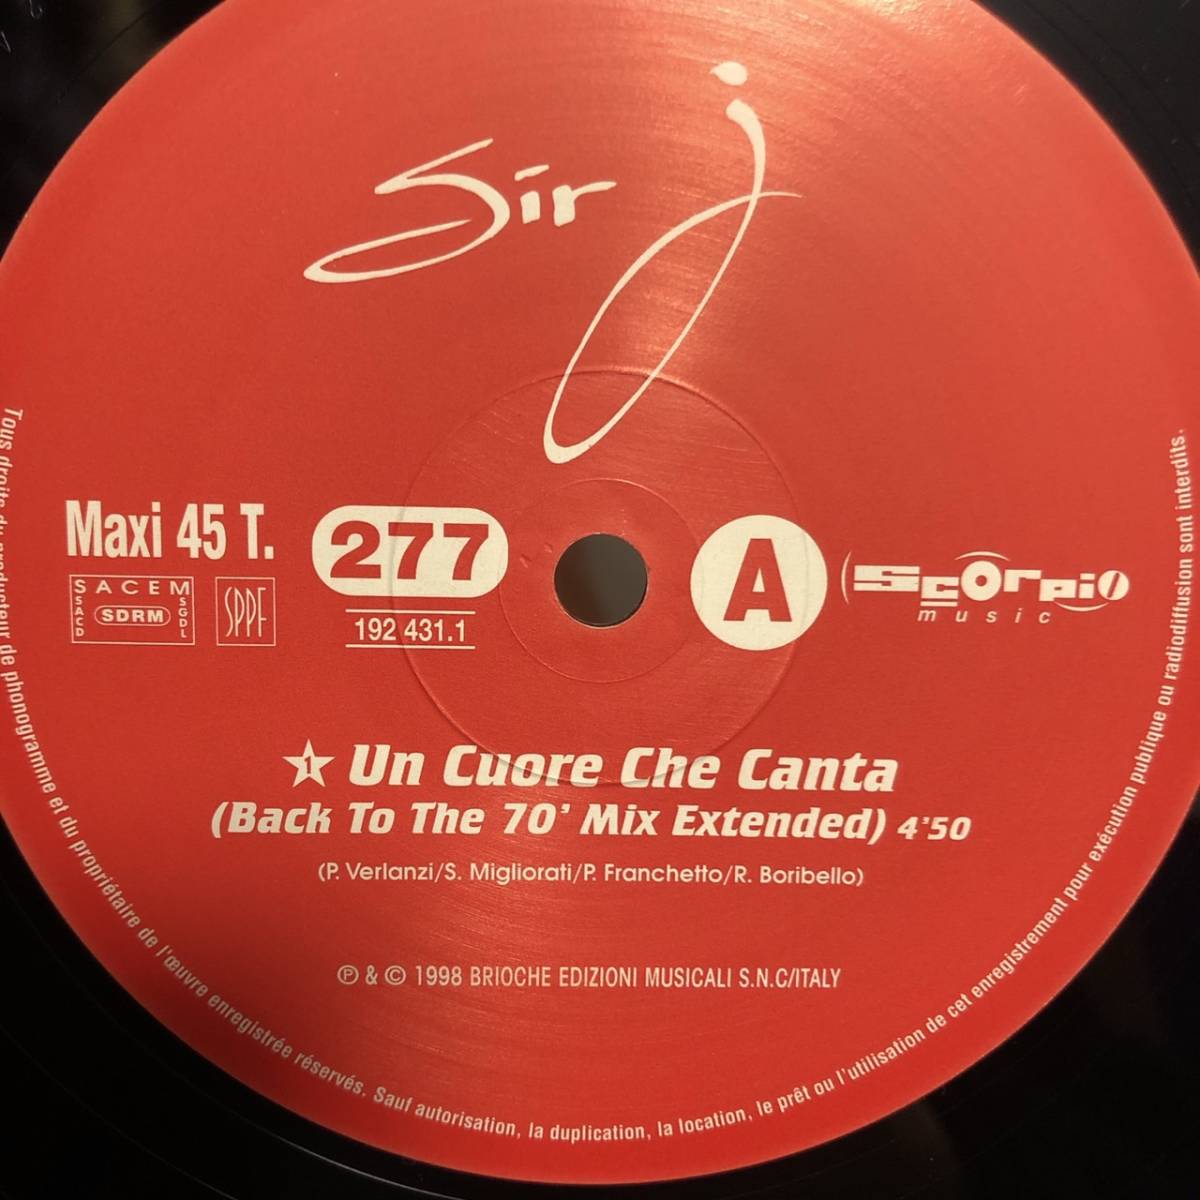 Sir J
Maxi 45 T.
277
A
Scorpio
music
SACEM
SACD
SDRM
SGDL
SPPF
192 431.1
1 Un Cuore Che Canta
(Back To The 70' Mix Extended) 4'50
(P. Verlanzi/S. Migliorati/P. Franchetto/R. Boribello)
℗ & © 1998 BRIOCHE EDIZIONI MUSICALI S.N.C/ITALY
Tous droits du producteur de phonogramme et du propriétaire de l'œuvre enregistrée réservés. Sauf autorisation, la duplication, la location, le prêt ou l'utilisation de cet enregistrement pour exécution publique ou radiodiffusion sont interdits.